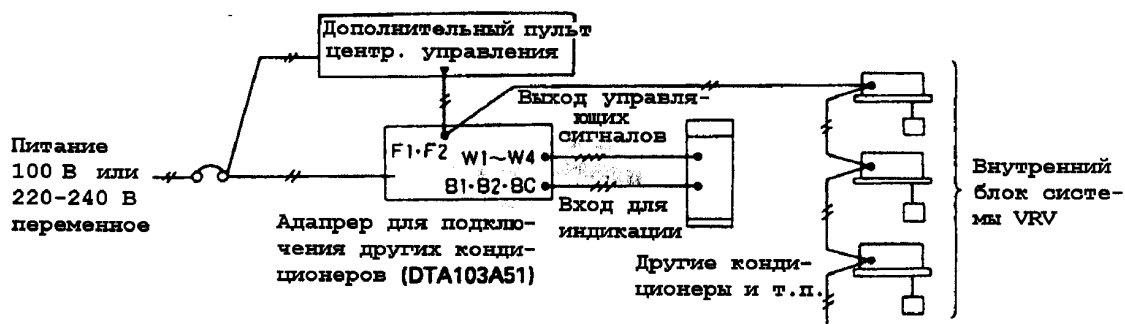 Дополнительный пульт
центр. управления
Выход управля-
ющих
сигналов
Питание
100 В или
220-240 В
переменное
F1·F2
W1~W4
B1·B2·BC
Вход для
индикации
Адапрер для подклю-
чения других конди-
ционеров (DTA103A51)
Другие конди-
ционеры и т.п.
Внутренний
блок систе-
мы VRV